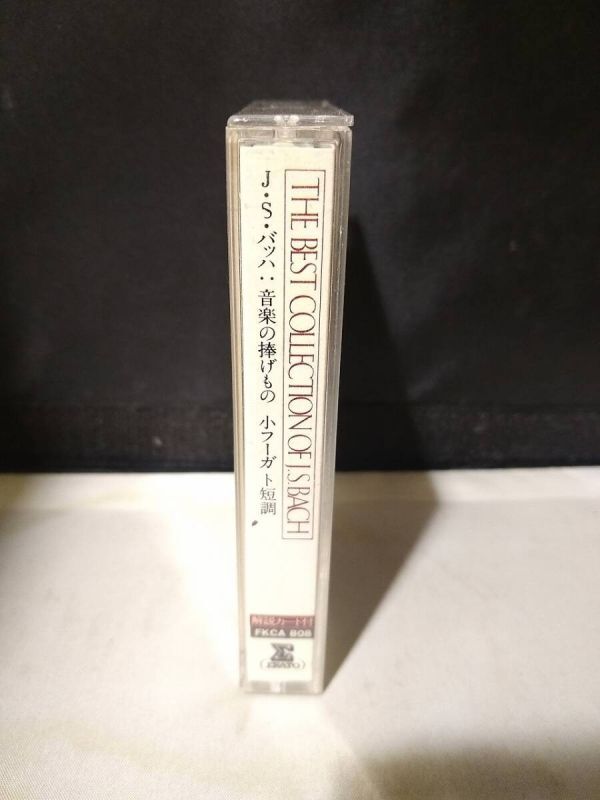 THE BEST COLLECTION OF J.S.BACH
J・S・バッハ：音楽の捧げもの 小フーガト短調
解説カード付
FKCA 808
(ERATO)